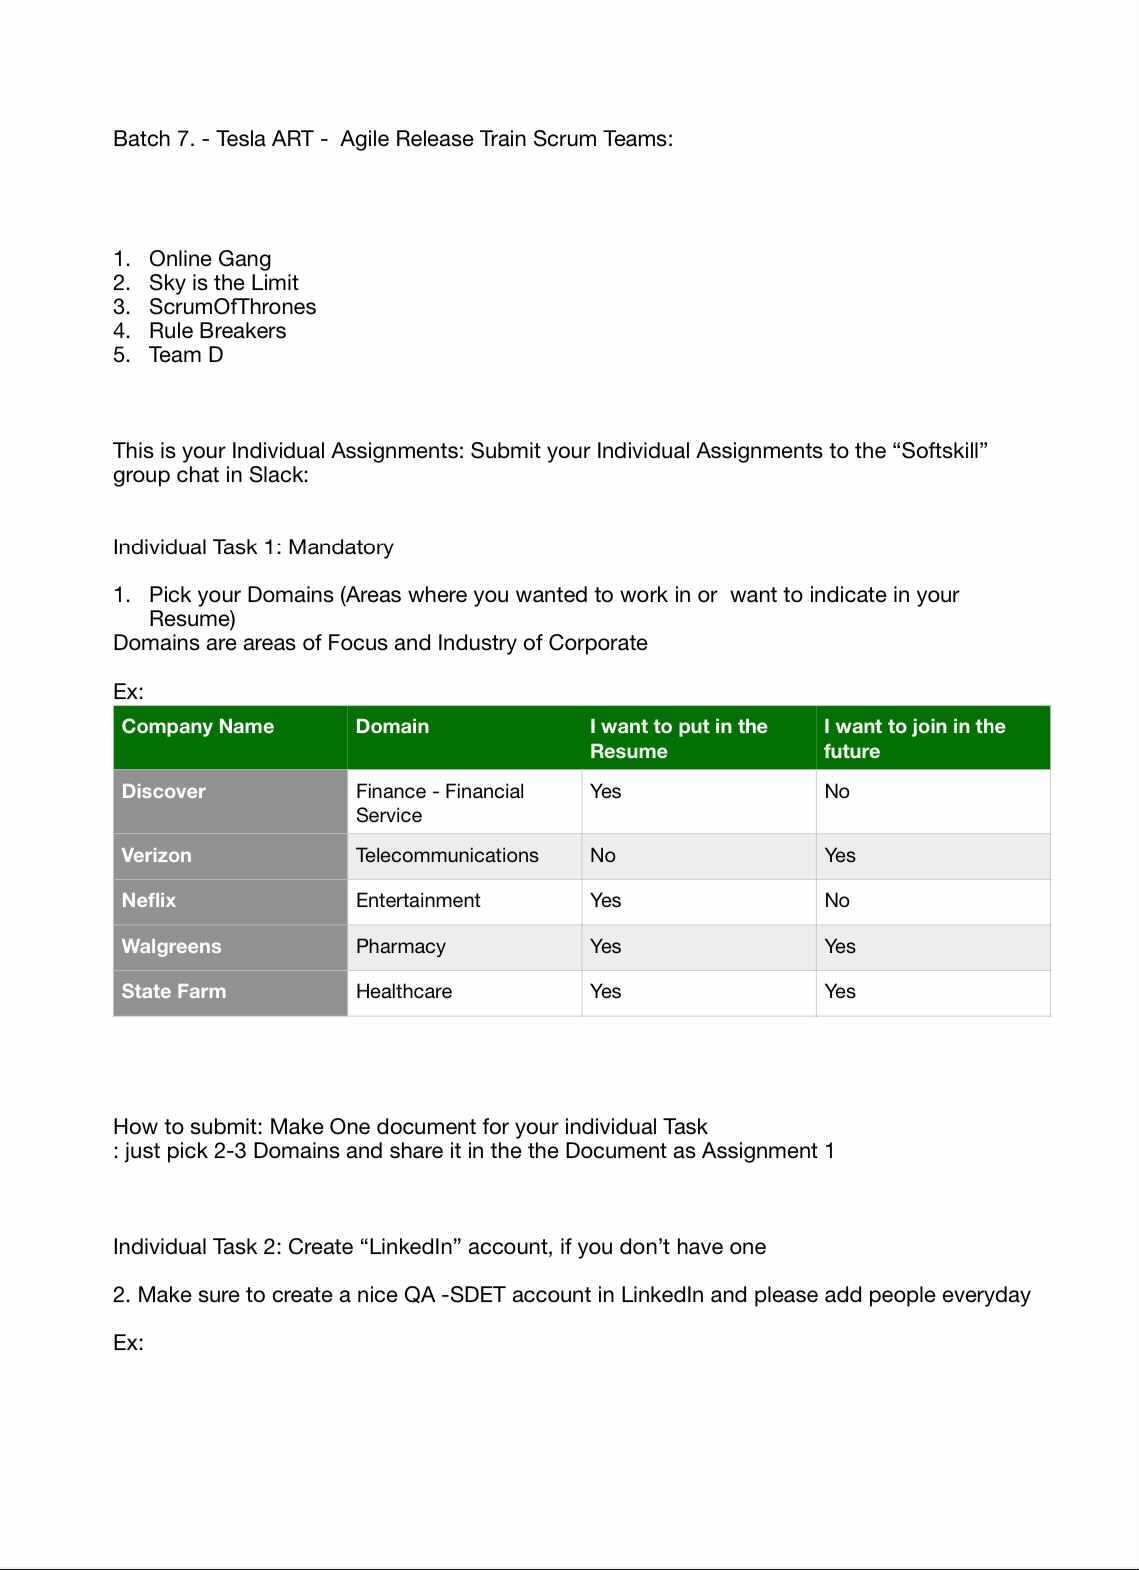 Batch 7. - Tesla ART -  Agile Release Train Scrum Teams:
1. Online Gang
2. Sky is the Limit
3. ScrumOfThrones
4. Rule Breakers
5. Team D
This is your Individual Assignments: Submit your Individual Assignments to the “Softskill”
group chat in Slack:
Individual Task 1: Mandatory
1. Pick your Domains (Areas where you wanted to work in or  want to indicate in your
Resume)
Domains are areas of Focus and Industry of Corporate
Ex:
Company Name Domain I want to put in the Resume I want to join in the future
Discover Finance - Financial Service Yes No
Verizon Telecommunications No Yes
Neflix Entertainment Yes No
Walgreens Pharmacy Yes Yes
State Farm Healthcare Yes Yes
How to submit: Make One document for your individual Task
: just pick 2-3 Domains and share it in the the Document as Assignment 1
Individual Task 2: Create “LinkedIn” account, if you don’t have one
2. Make sure to create a nice QA -SDET account in LinkedIn and please add people everyday
Ex: